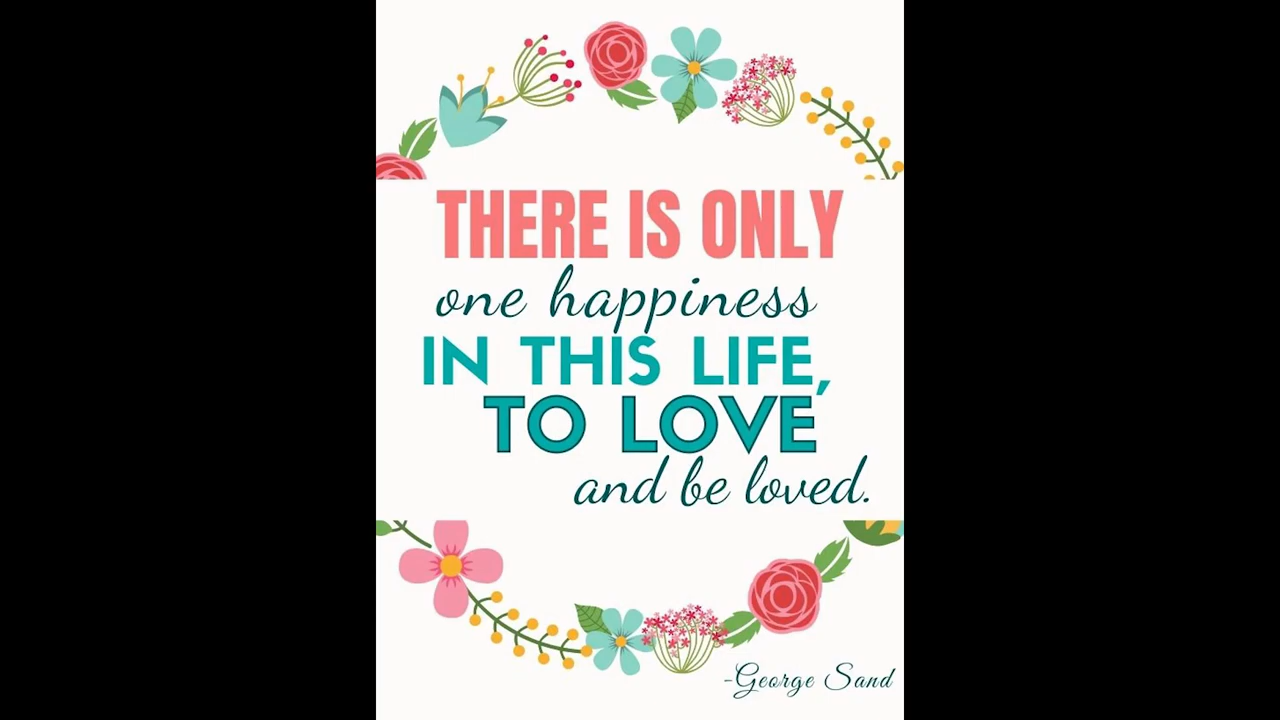 THERE IS ONLY
one happiness
IN THIS LIFE,
TO LOVE
and be loved.
-George Sand